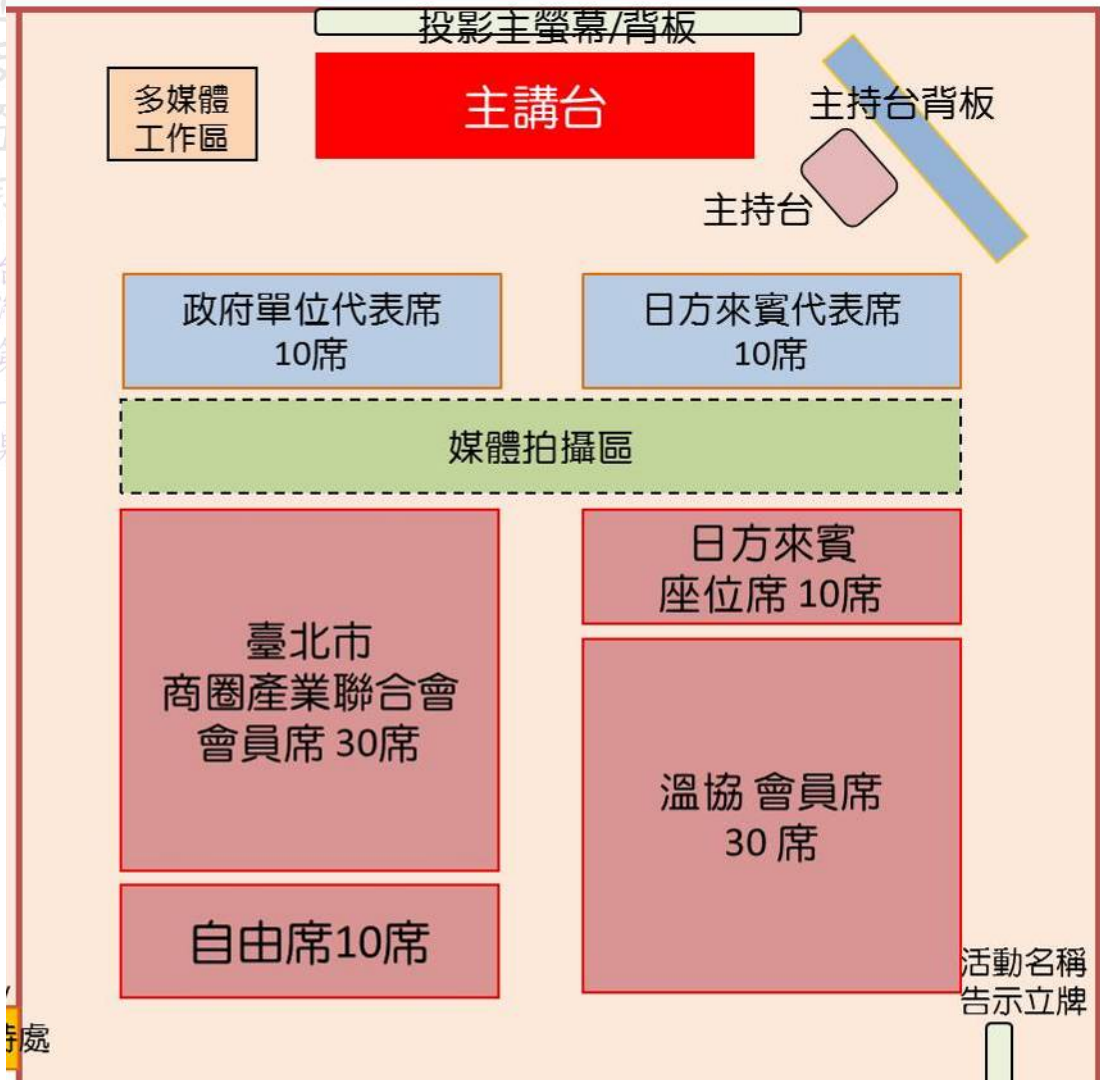 投影主螢幕/背板
多媒體
工作區
主講台
主持台背板
主持台
政府單位代表席
10席
日方來賓代表席
10席
媒體拍攝區
日方來賓
座位席 10席
臺北市
商圈產業聯合會
會員席 30席
溫協 會員席
30 席
自由席10席
活動名稱
告示立牌
待處